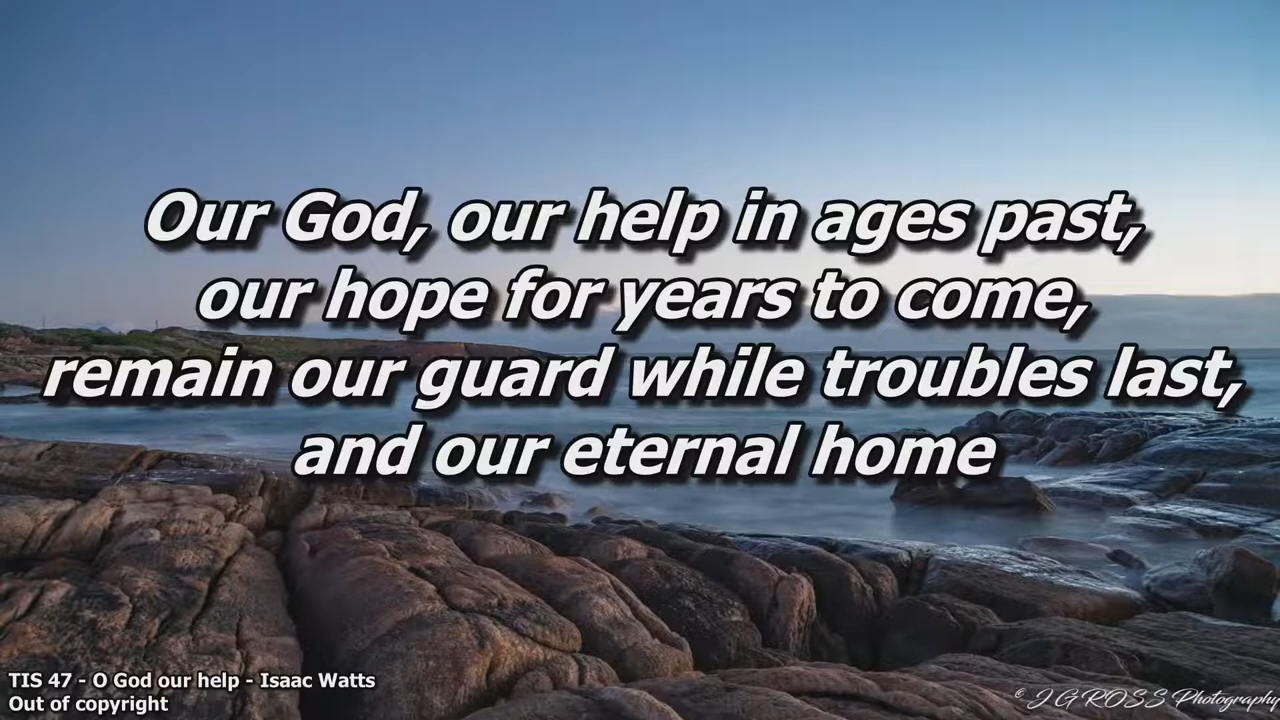 Our God, our help in ages past,
our hope for years to come,
remain our guard while troubles last,
and our eternal home
TIS 47 - O God our help - Isaac Watts
Out of copyright
© J G ROSS Photography